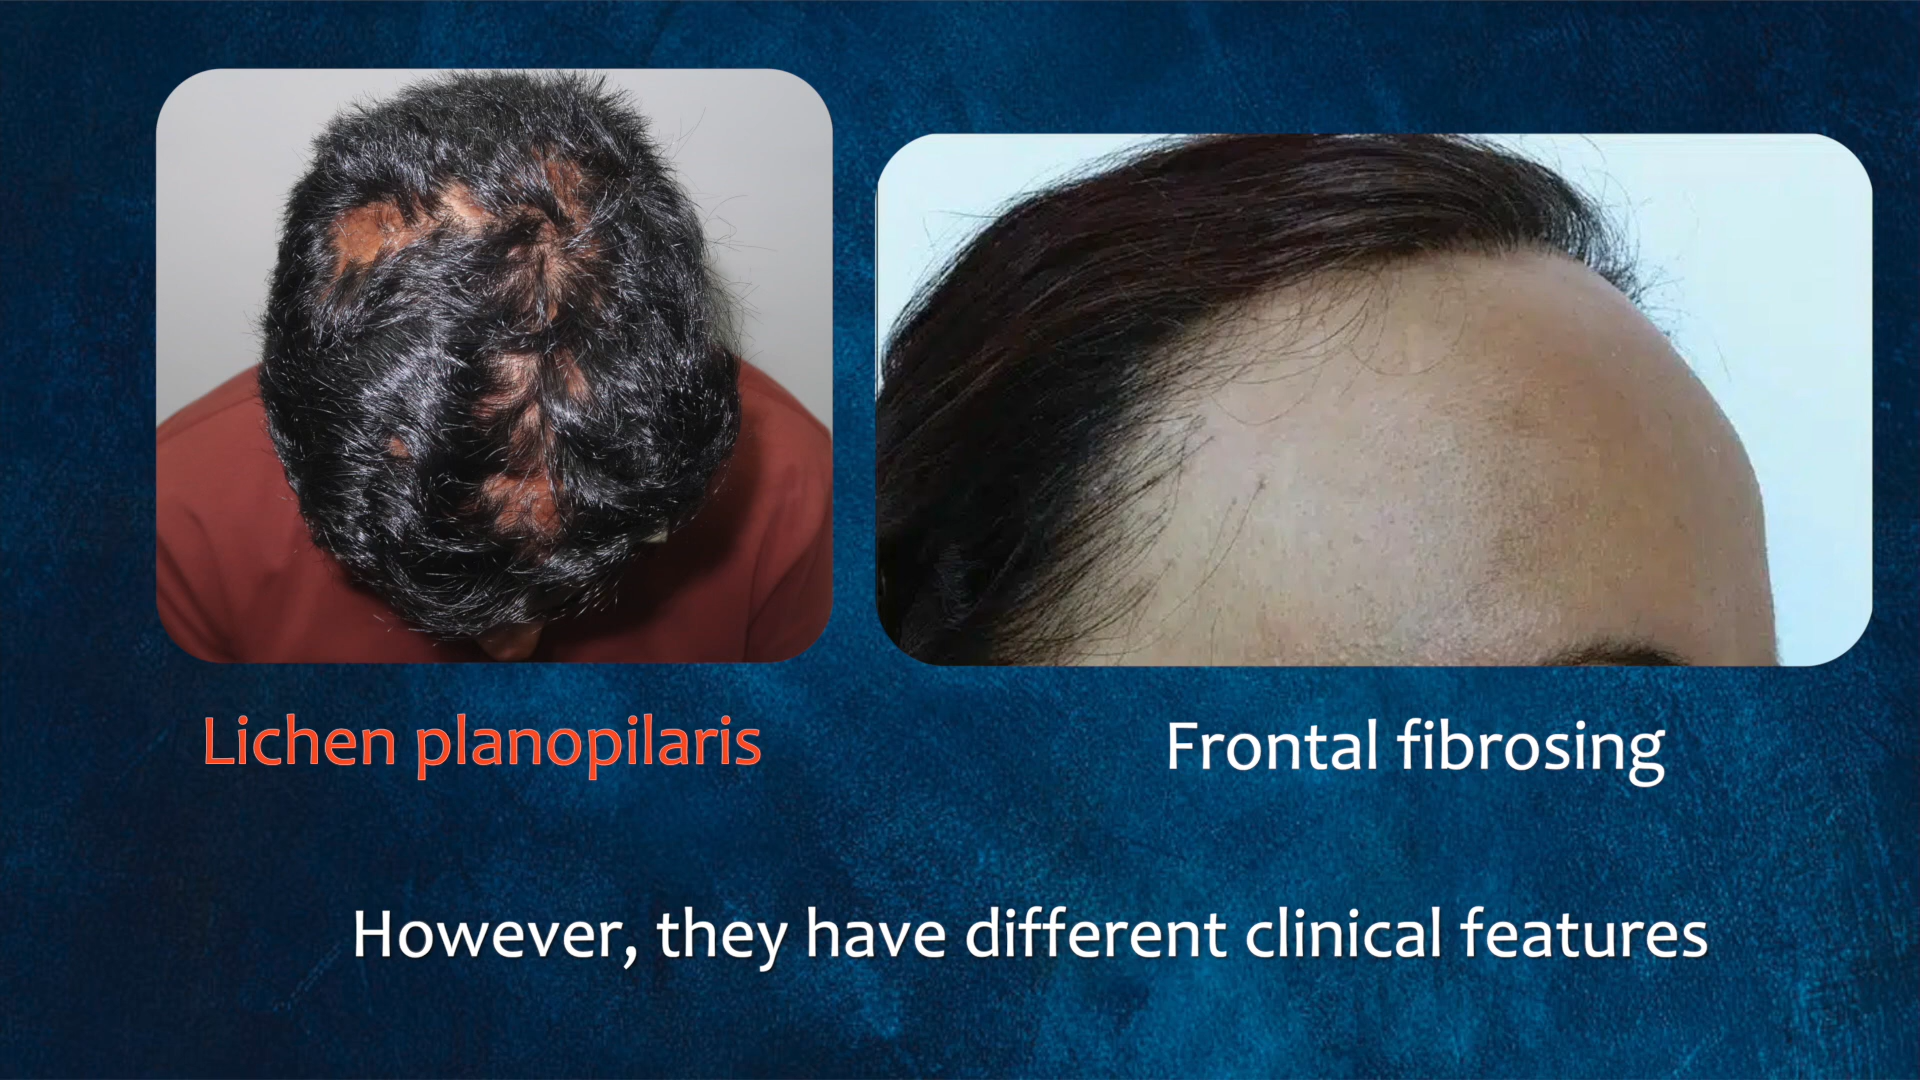 Lichen planopilaris
Frontal fibrosing
However, they have different clinical features